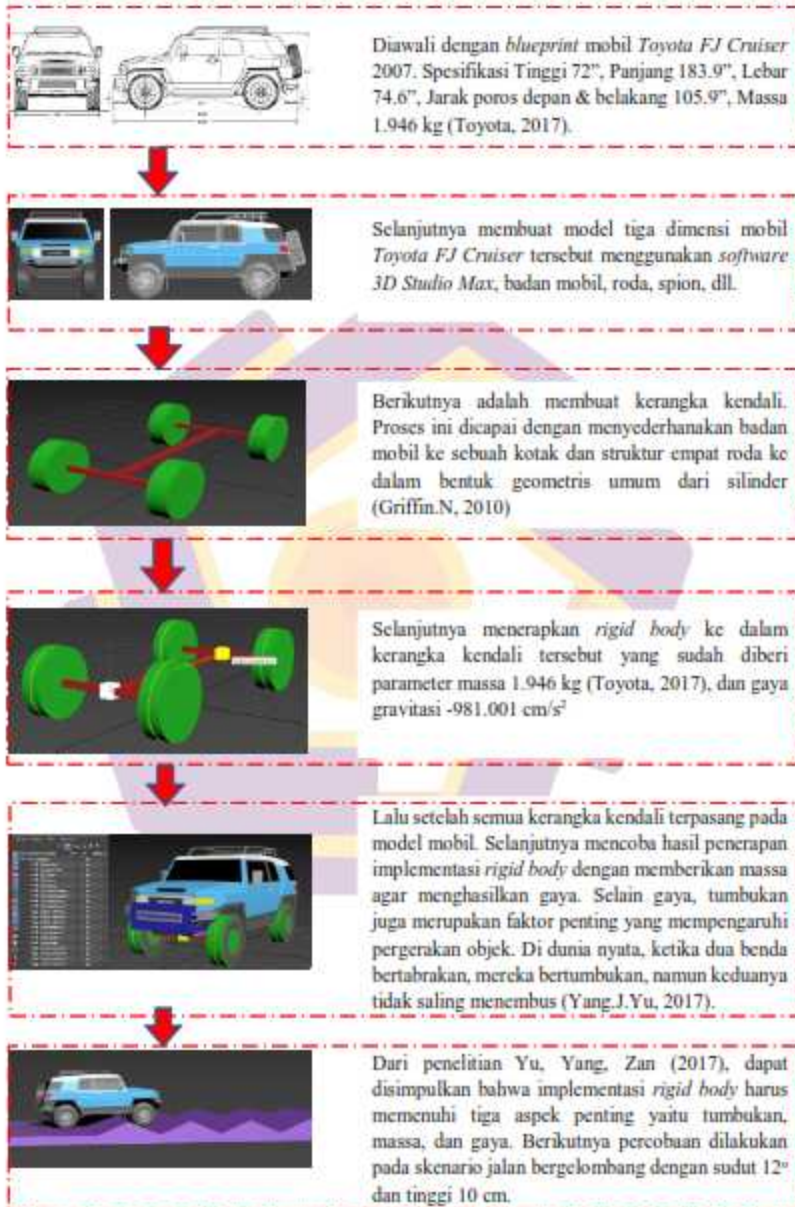 Diawali dengan blueprint mobil Toyota FJ Cruiser
2007. Spesifikasi Tinggi 72”, Panjang 183.9”, Lebar
74.6”, Jarak poros depan & belakang 105.9”, Massa
1.946 kg (Toyota, 2017).
Selanjutnya membuat model tiga dimensi mobil
Toyota FJ Cruiser tersebut menggunakan software
3D Studio Max, badan mobil, roda, spion, dll.
Berikutnya adalah membuat kerangka kendali.
Proses ini dicapai dengan menyederhanakan badan
mobil ke sebuah kotak dan struktur empat roda ke
dalam bentuk geometris umum dari silinder
(Griffin.N, 2010)
Selanjutnya menerapkan rigid body ke dalam
kerangka kendali tersebut yang sudah diberi
parameter massa 1.946 kg (Toyota, 2017), dan gaya
gravitasi -981.001 cm/s²
Lalu setelah semua kerangka kendali terpasang pada
model mobil. Selanjutnya mencoba hasil penerapan
implementasi rigid body dengan memberikan massa
agar menghasilkan gaya. Selain gaya, tumbukan
juga merupakan faktor penting yang mempengaruhi
pergerakan objek. Di dunia nyata, ketika dua benda
bertabrakan, mereka bertumbukan, namun keduanya
tidak saling menembus (Yang.J.Yu, 2017).
Dari penelitian Yu, Yang, Zan (2017), dapat
disimpulkan bahwa implementasi rigid body harus
memenuhi tiga aspek penting yaitu tumbukan,
massa, dan gaya. Berikutnya percobaan dilakukan
pada skenario jalan bergelombang dengan sudut 12º
dan tinggi 10 cm.